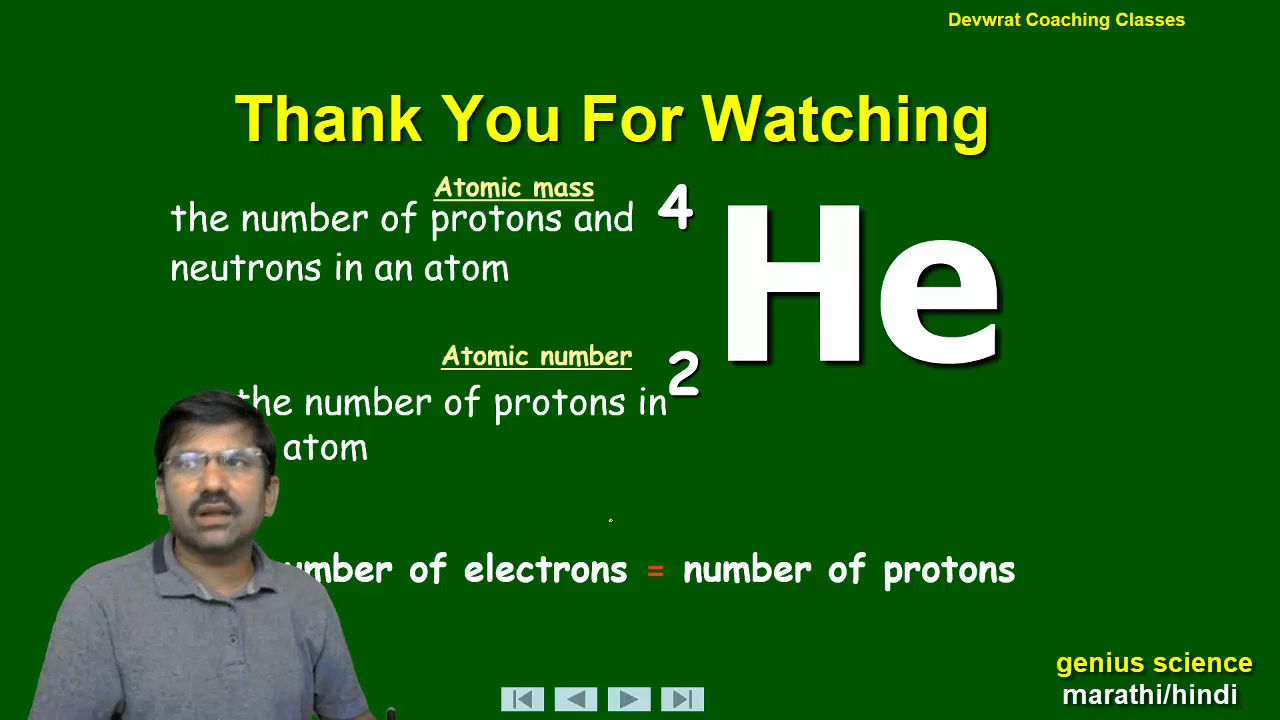 Devwrat Coaching Classes
Thank You For Watching
Atomic mass
the number of protons and
neutrons in an atom
4
He
Atomic number
2
the number of protons in
atom
number of electrons = number of protons
genius science
marathi/hindi